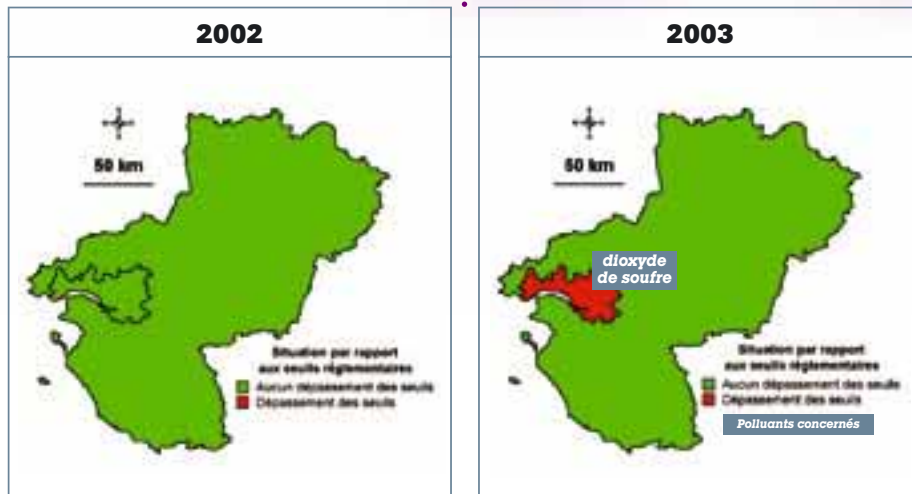 2002
50 km
Situation par rapport
aux seuils réglementaires
Aucun dépassement des seuils
Dépassement des seuils
2003
50 km
dioxyde
de soufre
Situation par rapport
aux seuils réglementaires
Aucun dépassement des seuils
Dépassement des seuils
Polluants concernés